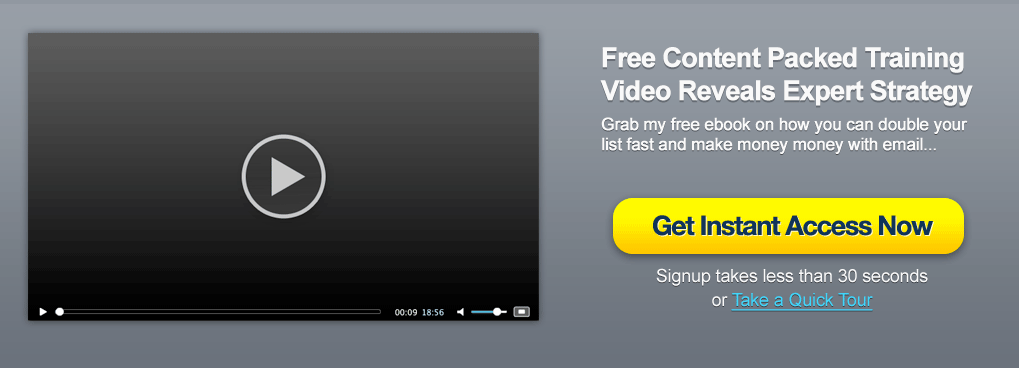 Free Content Packed Training
Video Reveals Expert Strategy
Grab my free ebook on how you can double your
list fast and make money money with email...
Get Instant Access Now
Signup takes less than 30 seconds
or Take a Quick Tour
00:09 18:56